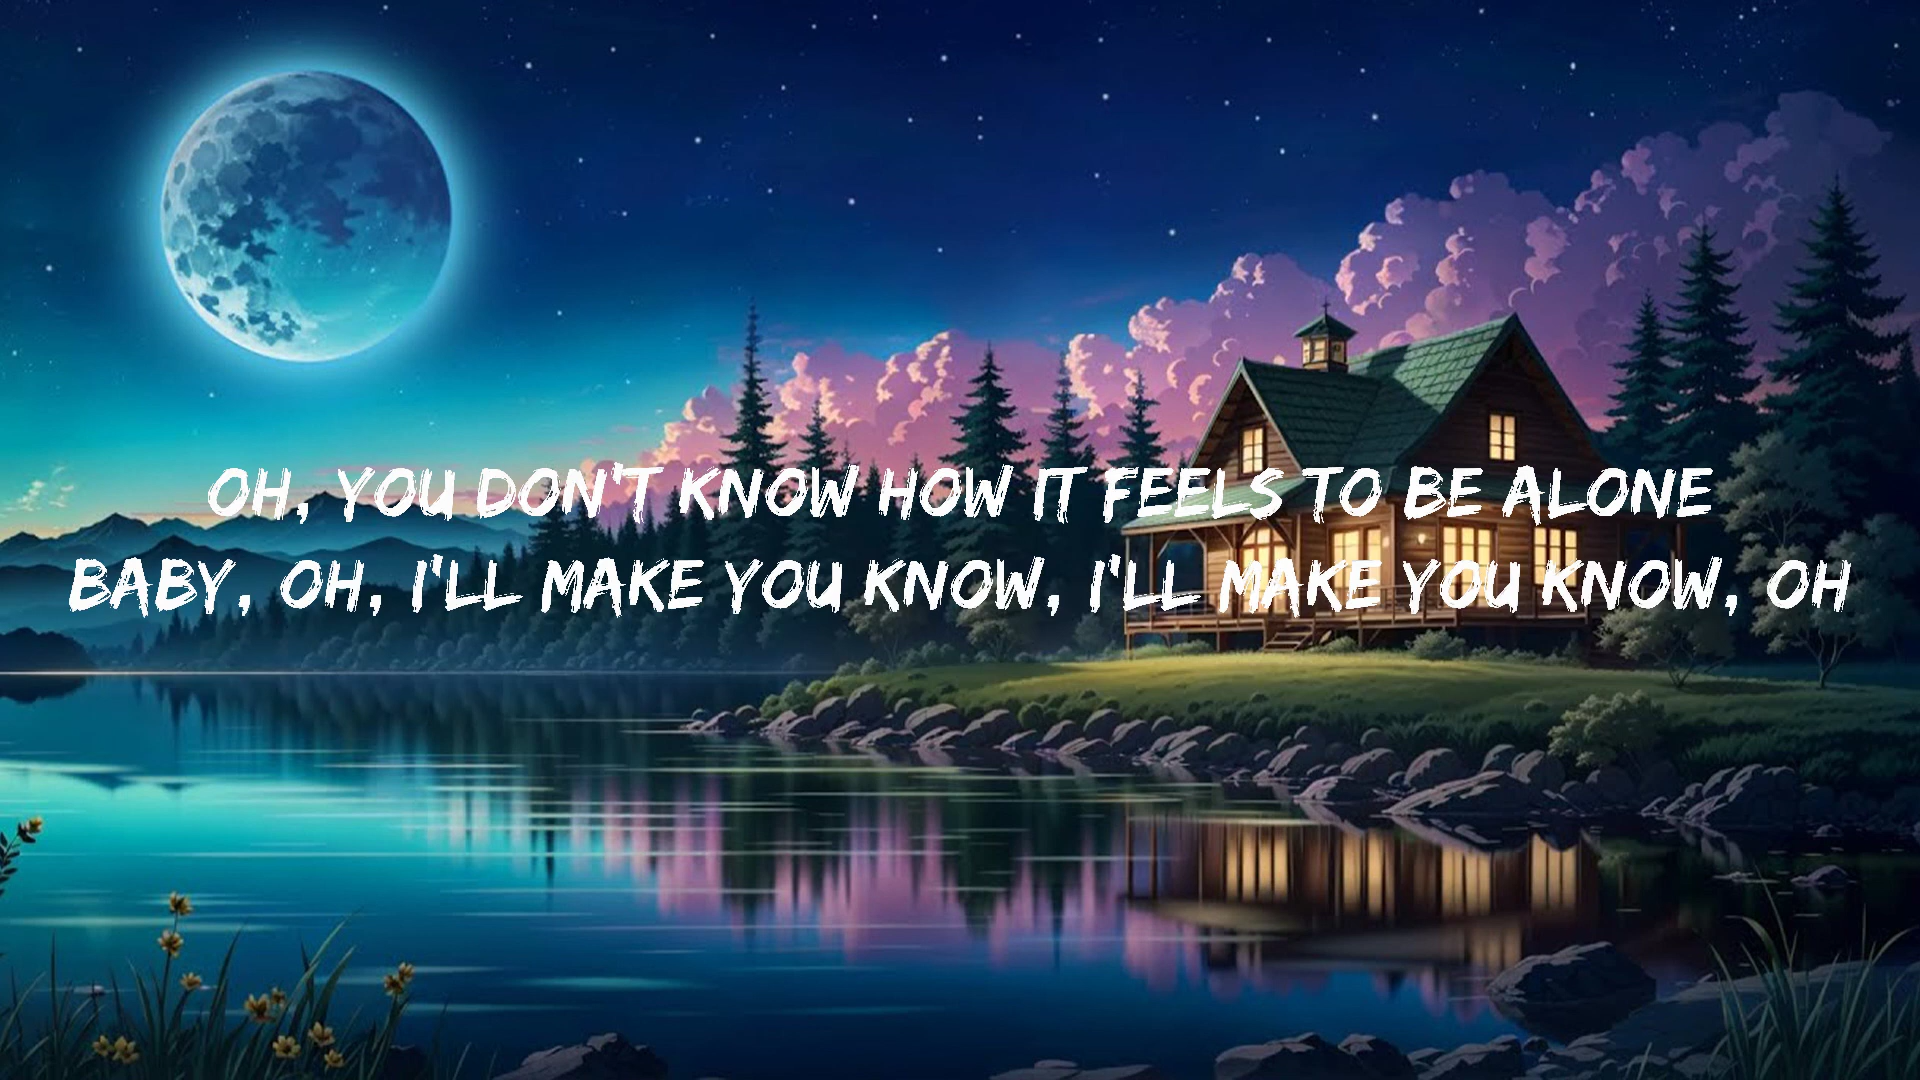 OH, YOU DON'T KNOW HOW IT FEELS TO BE ALONE
BABY, OH, I'LL MAKE YOU KNOW, I'LL MAKE YOU KNOW, OH